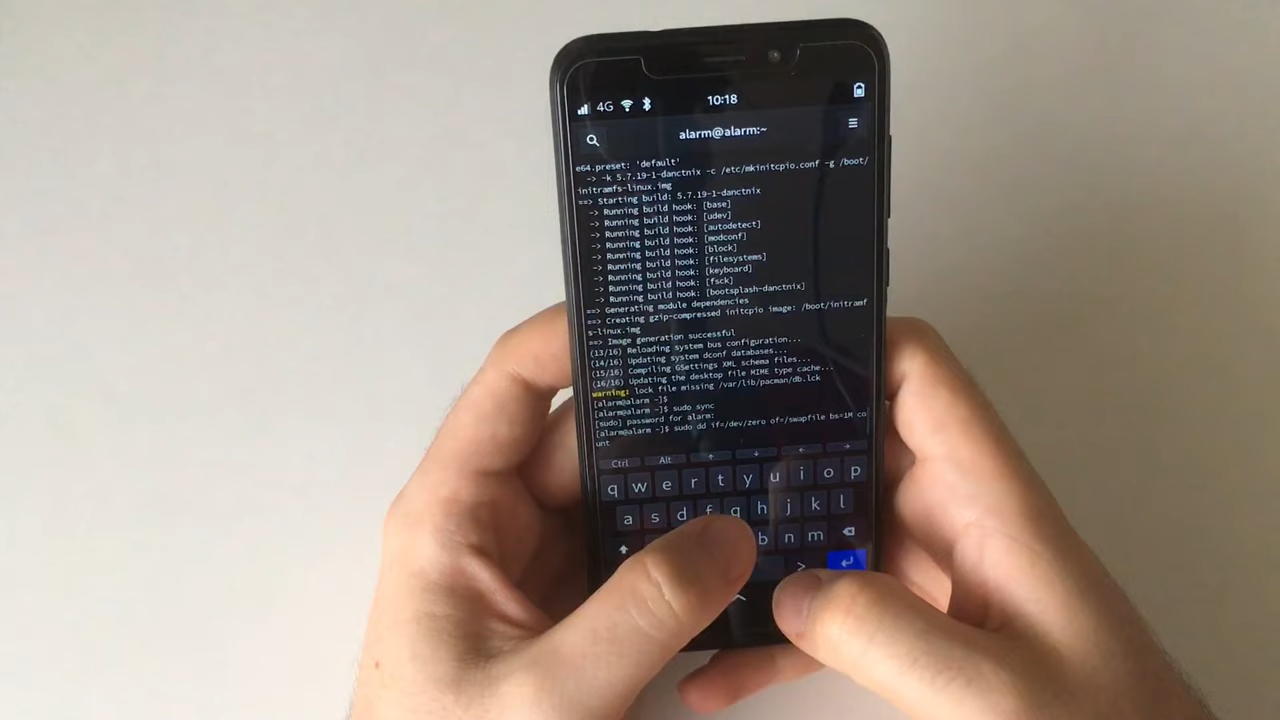 4G 10:18
alarm@alarm:~
e64.preset: 'default'
-> -k 5.7.19-1-danctnix -c /etc/mkinitcpio.conf -g /boot/
initramfs-linux.img
==> Starting build: 5.7.19-1-danctnix
-> Running build hook: [base]
-> Running build hook: [udev]
-> Running build hook: [autodetect]
-> Running build hook: [modconf]
-> Running build hook: [block]
-> Running build hook: [filesystems]
-> Running build hook: [keyboard]
-> Running build hook: [fsck]
-> Running build hook: [bootsplash-danctnix]
==> Generating module dependencies
==> Creating gzip-compressed initcpio image: /boot/initramf
s-linux.img
==> Image generation successful
(13/16) Reloading system bus configuration...
(14/16) Updating system dconf databases...
(15/16) Compiling GSettings XML schema files...
(16/16) Updating the desktop file MIME type cache...
warning: lock file missing /var/lib/pacman/db.lck
[alarm@alarm ~]$
[alarm@alarm ~]$ sudo sync
[sudo] password for alarm:
[alarm@alarm ~]$ sudo dd if=/dev/zero of=/swapfile bs=1M co
unt
Ctrl Alt ↑ ↓ ← →
q w e r t y u i o p
a s d f g h j k l
b n m
>